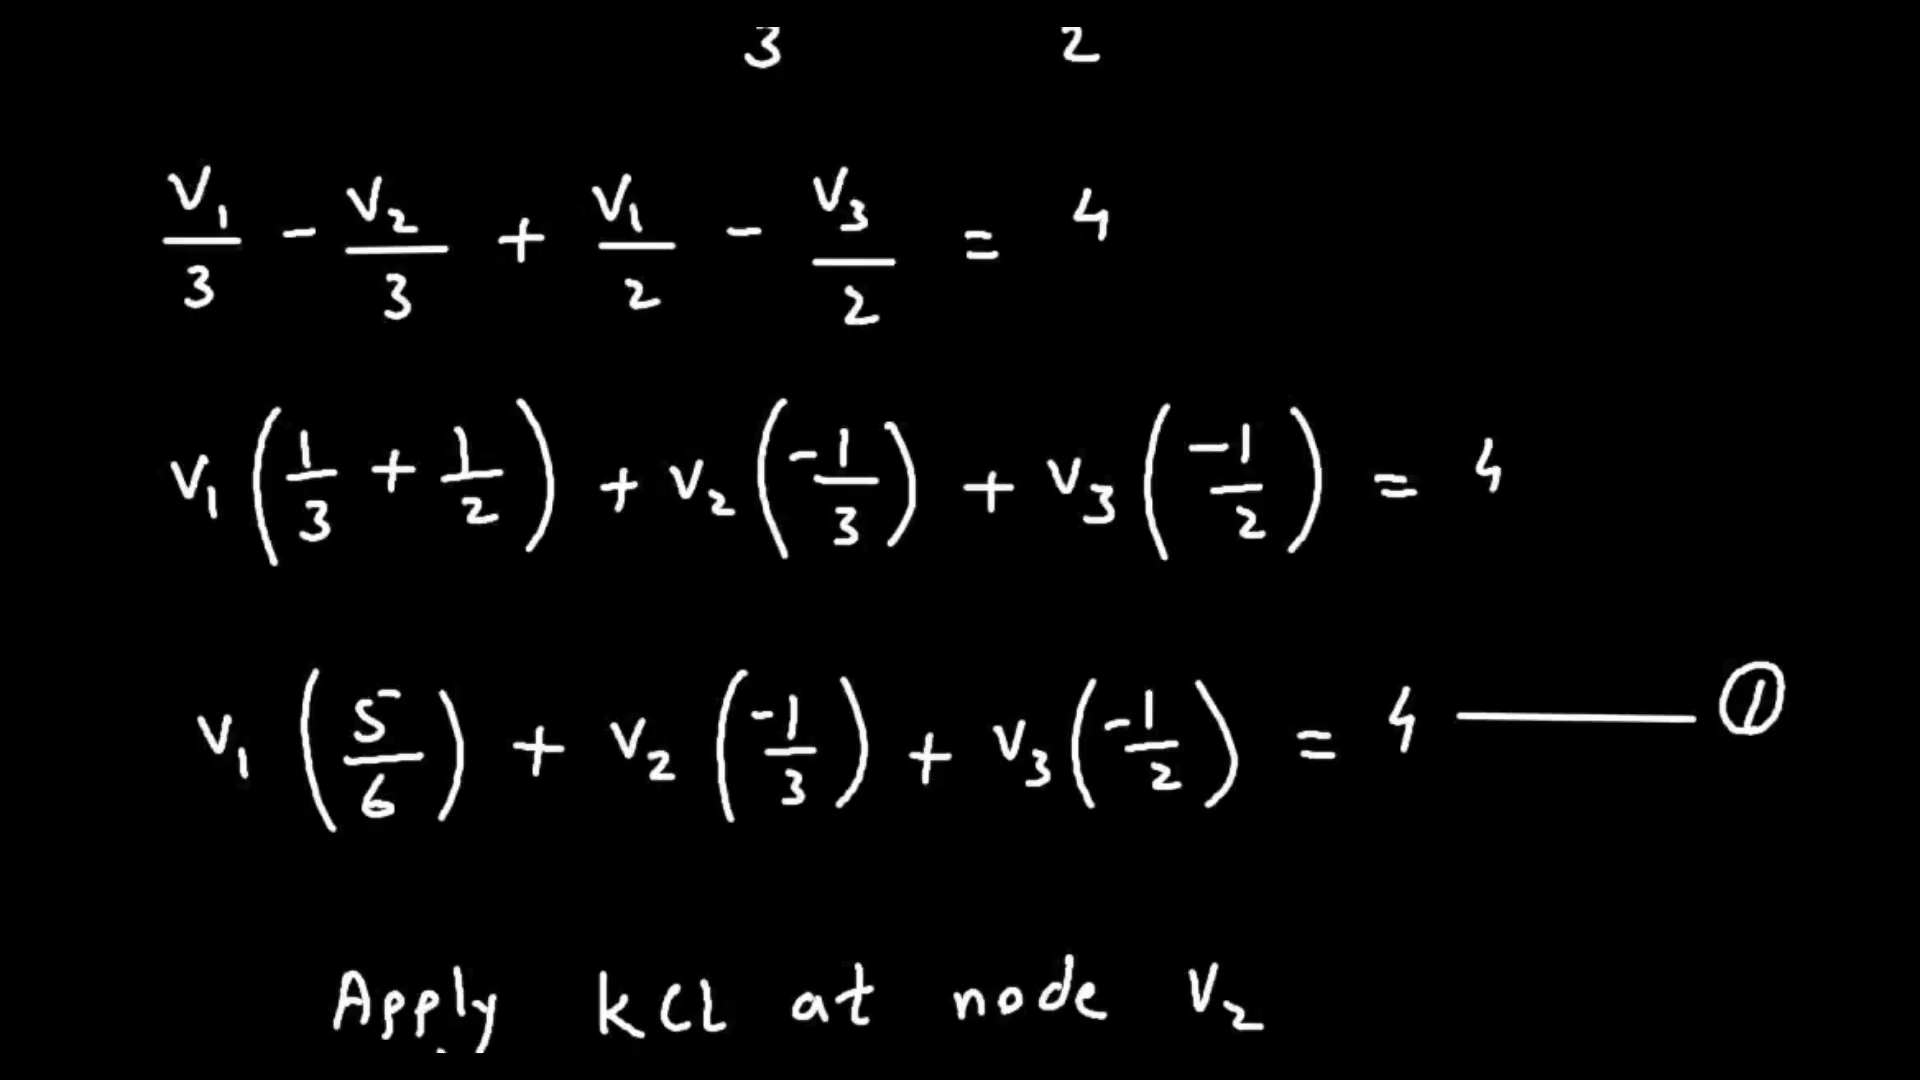 3 2
V₁/3 - V₂/3 + V₁/2 - V₃/2 = 4
V₁(1/3 + 1/2) + V₂(-1/3) + V₃(-1/2) = 4
V₁(5/6) + V₂(-1/3) + V₃(-1/2) = 4 —— ①
Apply KCL at node V₂